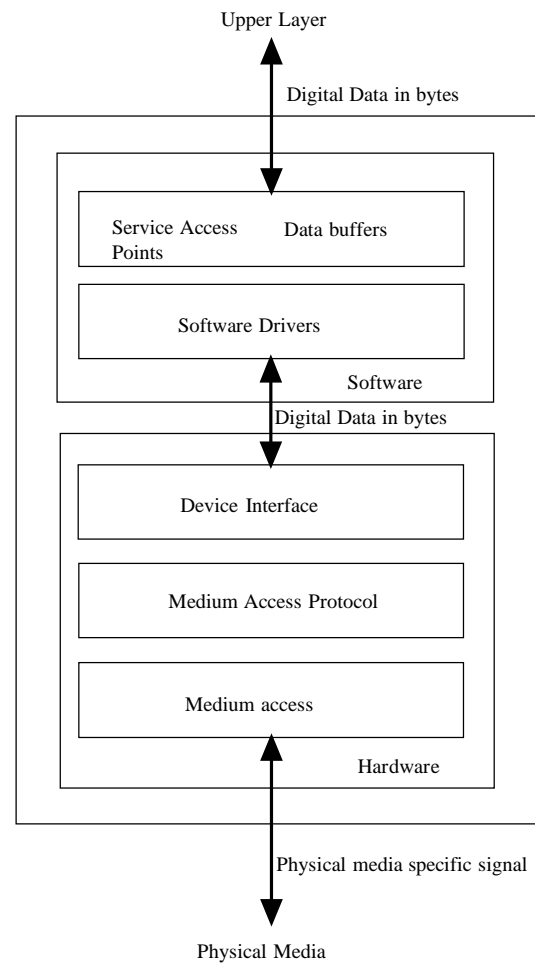 Upper Layer
Digital Data in bytes
Service Access
Points
Data buffers
Software Drivers
Software
Digital Data in bytes
Device Interface
Medium Access Protocol
Medium access
Hardware
Physical media specific signal
Physical Media